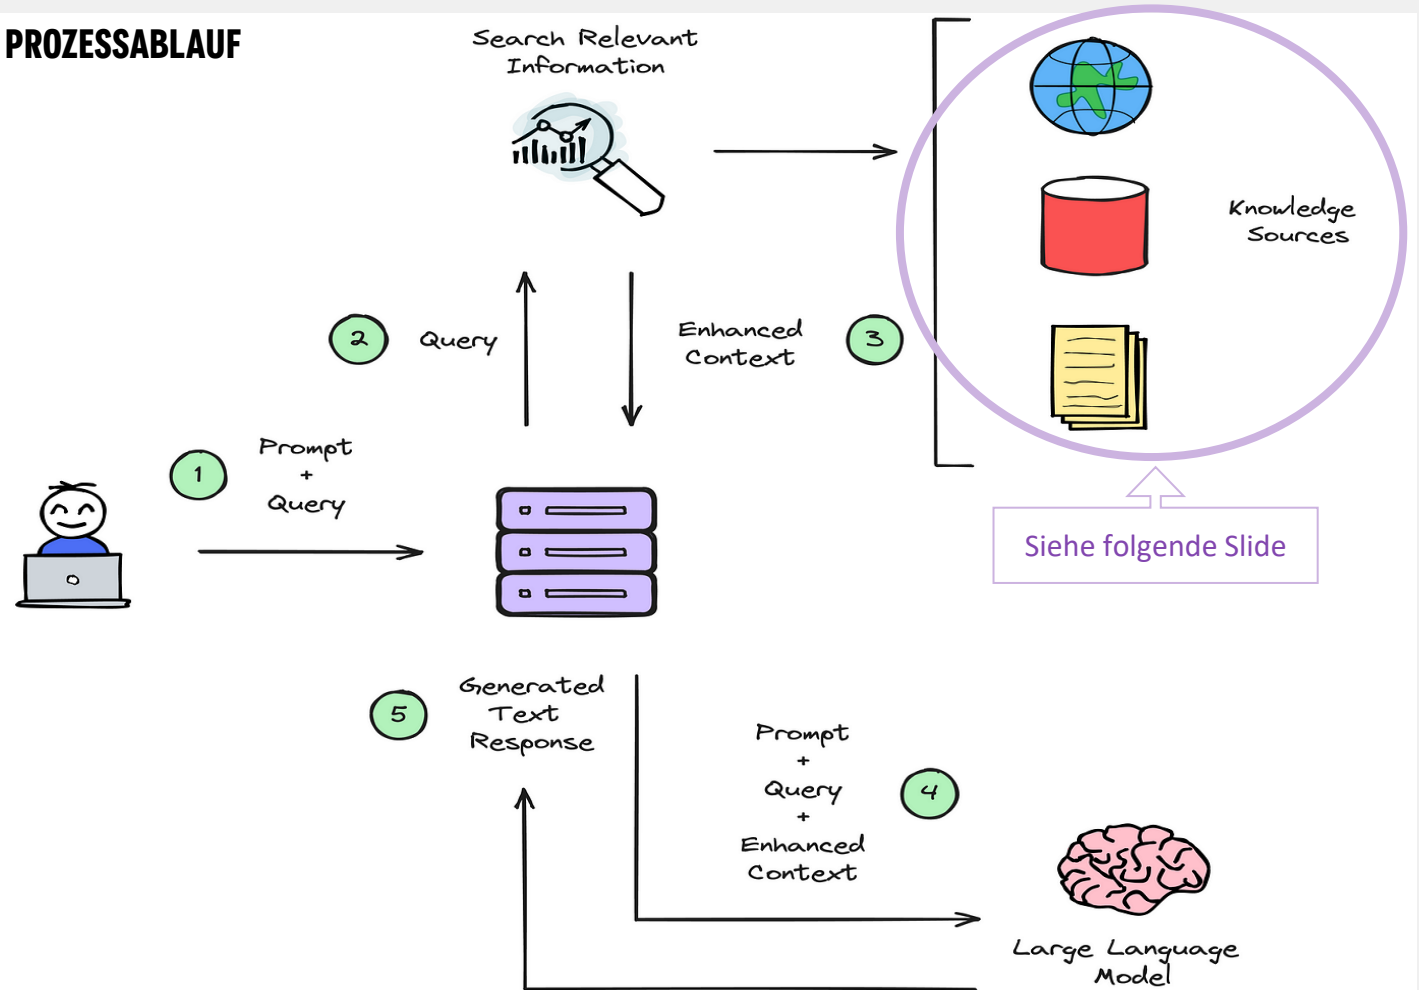 PROZESSABLAUF
Search Relevant
Information
Knowledge
Sources
2
Query
Enhanced
Context
3
1
Prompt
+
Query
Siehe folgende Slide
5
Generated
Text
Response
Prompt
+
Query
+
Enhanced
Context
4
Large Language
Model